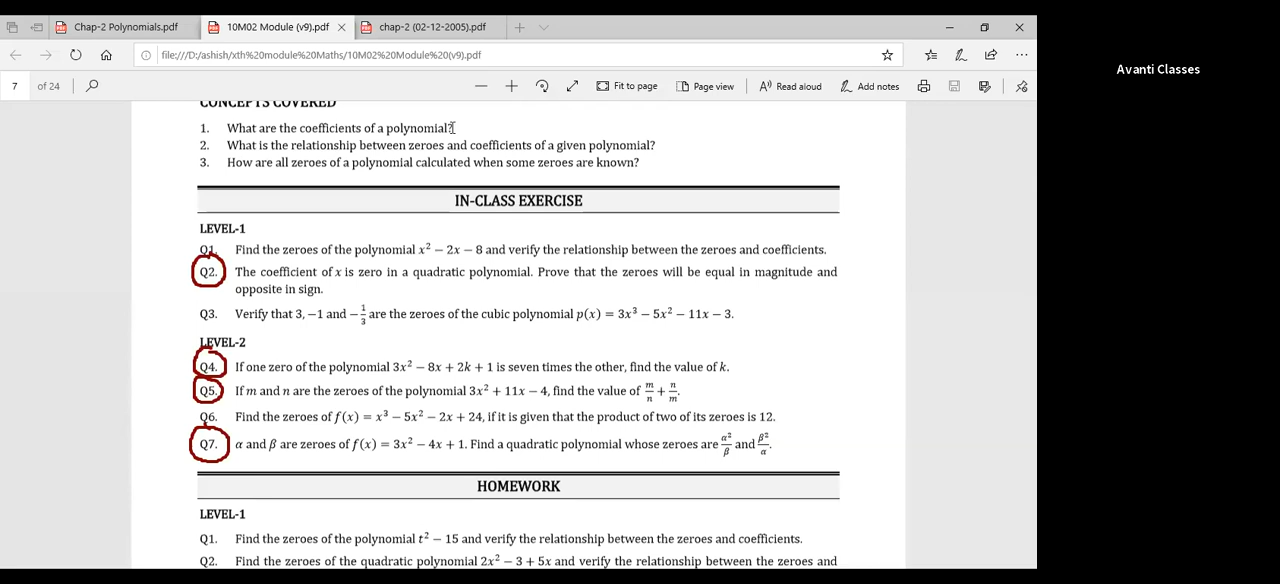 Chap-2 Polynomials.pdf 10M02 Module (v9).pdf chap-2 (02-12-2005).pdf
file:///D:/ashish/xth%20module%20Maths/10M02%20Module%20(v9).pdf
Avanti Classes
7 of 24 Fit to page Page view Read aloud Add notes
CONCEPTS COVERED
1. What are the coefficients of a polynomial?
2. What is the relationship between zeroes and coefficients of a given polynomial?
3. How are all zeroes of a polynomial calculated when some zeroes are known?
IN-CLASS EXERCISE
LEVEL-1
Q1. Find the zeroes of the polynomial x² − 2x − 8 and verify the relationship between the zeroes and coefficients.
Q2. The coefficient of x is zero in a quadratic polynomial. Prove that the zeroes will be equal in magnitude and
opposite in sign.
Q3. Verify that 3, −1 and −1/3 are the zeroes of the cubic polynomial p(x) = 3x³ − 5x² − 11x − 3.
LEVEL-2
Q4. If one zero of the polynomial 3x² − 8x + 2k + 1 is seven times the other, find the value of k.
Q5. If m and n are the zeroes of the polynomial 3x² + 11x − 4, find the value of m/n + n/m.
Q6. Find the zeroes of f(x) = x³ − 5x² − 2x + 24, if it is given that the product of two of its zeroes is 12.
Q7. α and β are zeroes of f(x) = 3x² − 4x + 1. Find a quadratic polynomial whose zeroes are α²/β and β²/α.
HOMEWORK
LEVEL-1
Q1. Find the zeroes of the polynomial t² − 15 and verify the relationship between the zeroes and coefficients.
Q2. Find the zeroes of the quadratic polynomial 2x² − 3 + 5x and verify the relationship between the zeroes and